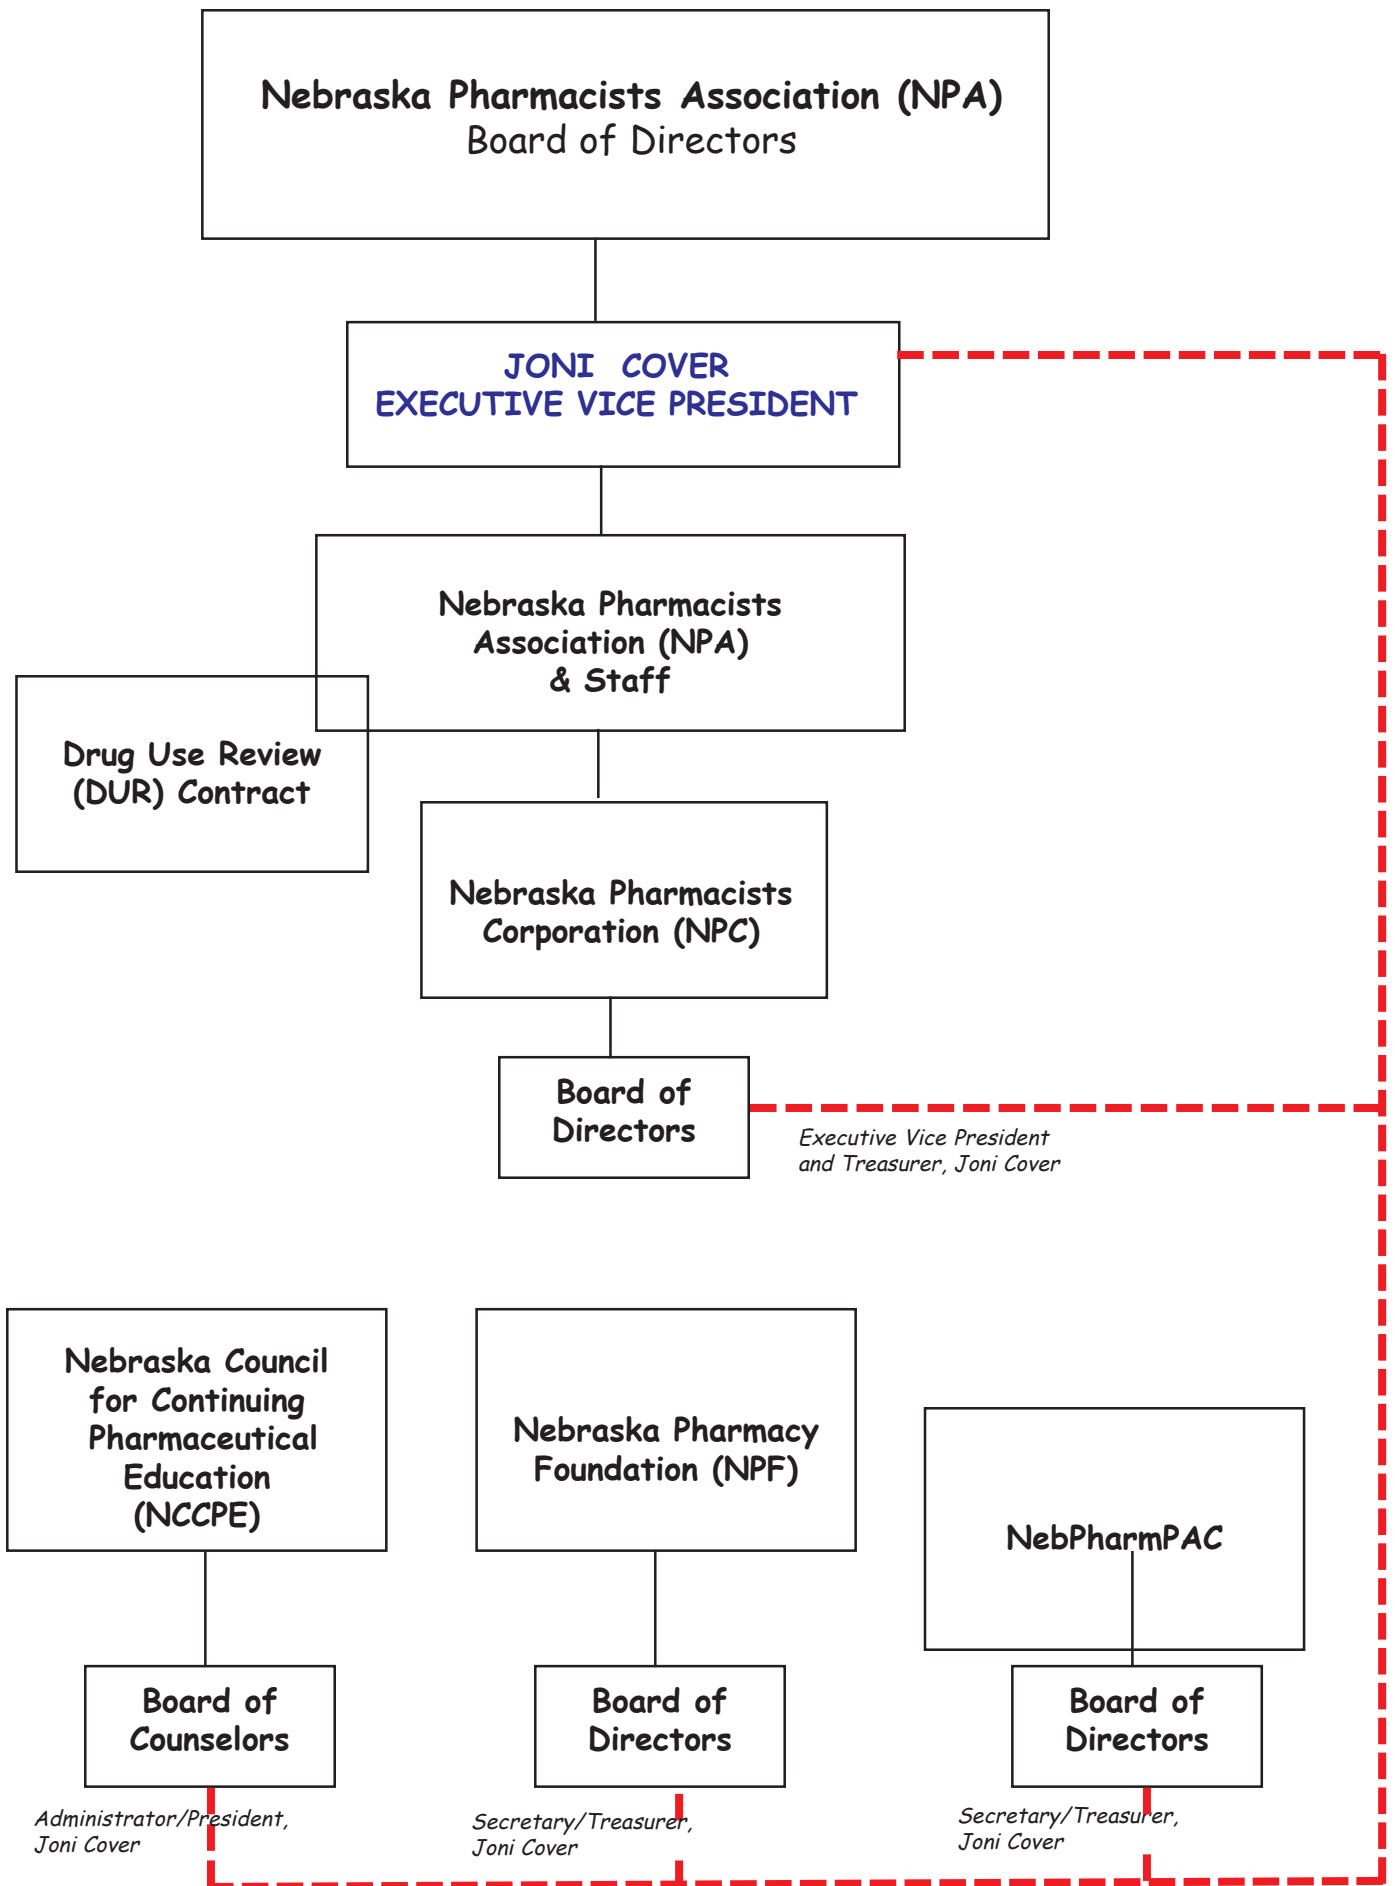 Nebraska Pharmacists Association (NPA)
Board of Directors
JONI COVER
EXECUTIVE VICE PRESIDENT
Nebraska Pharmacists
Association (NPA)
& Staff
Drug Use Review
(DUR) Contract
Nebraska Pharmacists
Corporation (NPC)
Board of
Directors
Executive Vice President
and Treasurer, Joni Cover
Nebraska Council
for Continuing
Pharmaceutical
Education
(NCCPE)
Nebraska Pharmacy
Foundation (NPF)
NebPharmPAC
Board of
Counselors
Board of
Directors
Board of
Directors
Administrator/President,
Joni Cover
Secretary/Treasurer,
Joni Cover
Secretary/Treasurer,
Joni Cover